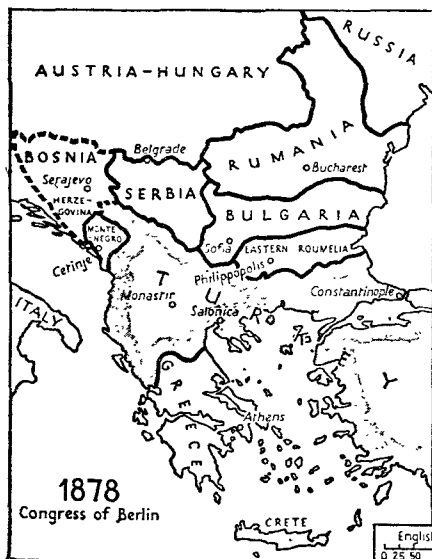 RUSSIA
AUSTRIA-HUNGARY
RUMANIA
Belgrade
BOSNIA
Bucharest
Serajevo
SERBIA
HERZE-
GOVINA
BULGARIA
MONTE-
NEGRO
Sofia
EASTERN ROUMELIA
Cetinje
Philippopolis
TURKEY
Constantinople
Monastir
Salonica
ITALY
GREECE
Athens
1878
Congress of Berlin
CRETE
English
0 25 50